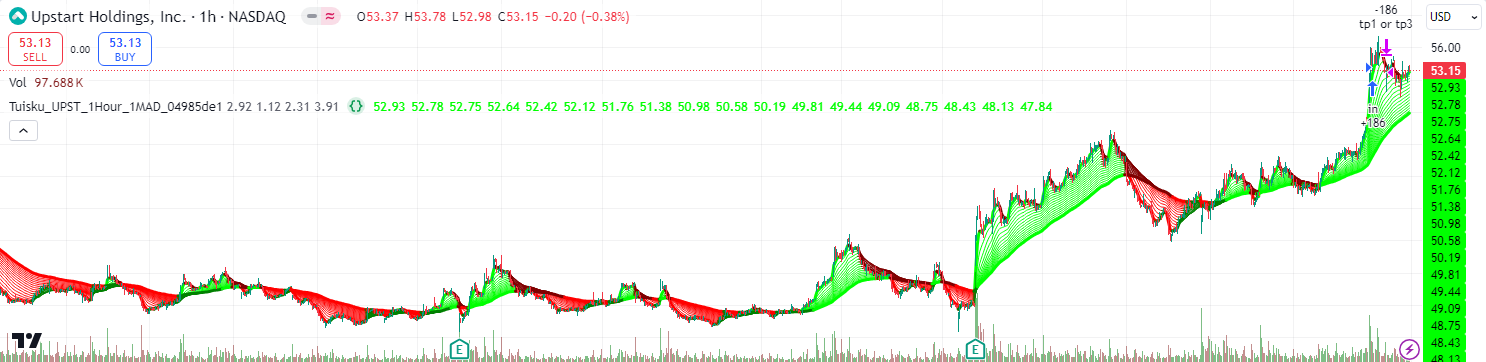 Upstart Holdings, Inc. · 1h · NASDAQ O53.37 H53.78 L52.98 C53.15 −0.20 (−0.38%)
53.13 SELL 0.00 53.13 BUY
Vol 97.688K
Tuisku_UPST_1Hour_1MAD_04985de1 2.92 1.12 2.31 3.91 {} 52.93 52.78 52.75 52.64 52.42 52.12 51.76 51.38 50.98 50.58 50.19 49.81 49.44 49.09 48.75 48.43 48.13 47.84
-186
tp1 or tp3
in
+186
USD
56.00
53.15
52.93
52.78
52.75
52.64
52.42
52.12
51.76
51.38
50.98
50.58
50.19
49.81
49.44
49.09
48.75
48.43
48.13
E
E